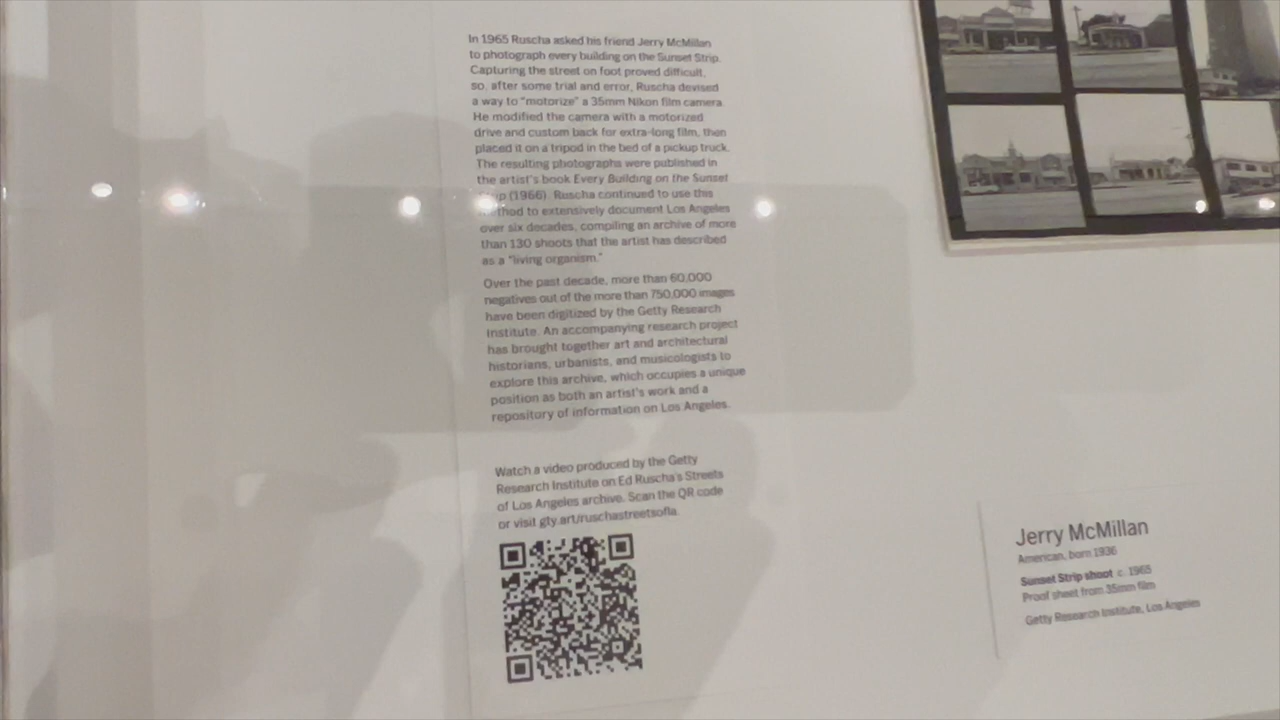 In 1965 Ruscha asked his friend Jerry McMillan
to photograph every building on the Sunset Strip.
Capturing the street on foot proved difficult,
so, after some trial and error, Ruscha devised
a way to "motorize" a 35mm Nikon film camera.
He modified the camera with a motorized
drive and custom back for extra-long film, then
placed it on a tripod in the bed of a pickup truck.
The resulting photographs were published in
the artist's book Every Building on the Sunset
(1966). Ruscha continued to use this
to extensively document Los Angeles
over six decades, compiling an archive of more
than 130 shoots that the artist has described
as a "living organism."
Over the past decade, more than 60,000
negatives out of the more than 750,000 images
have been digitized by the Getty Research
Institute. An accompanying research project
has brought together art and architectural
historians, urbanists, and musicologists to
explore this archive, which occupies a unique
position as both an artist's work and a
repository of information on Los Angeles.
Watch a video produced by the Getty
Research Institute on Ed Ruscha's Streets
of Los Angeles archive. Scan the QR code
or visit gty.art/ruschastreetsofla.
Jerry McMillan
American, born 1936
Sunset Strip shoot c. 1965
Proof sheet from 35mm film
Getty Research Institute, Los Angeles